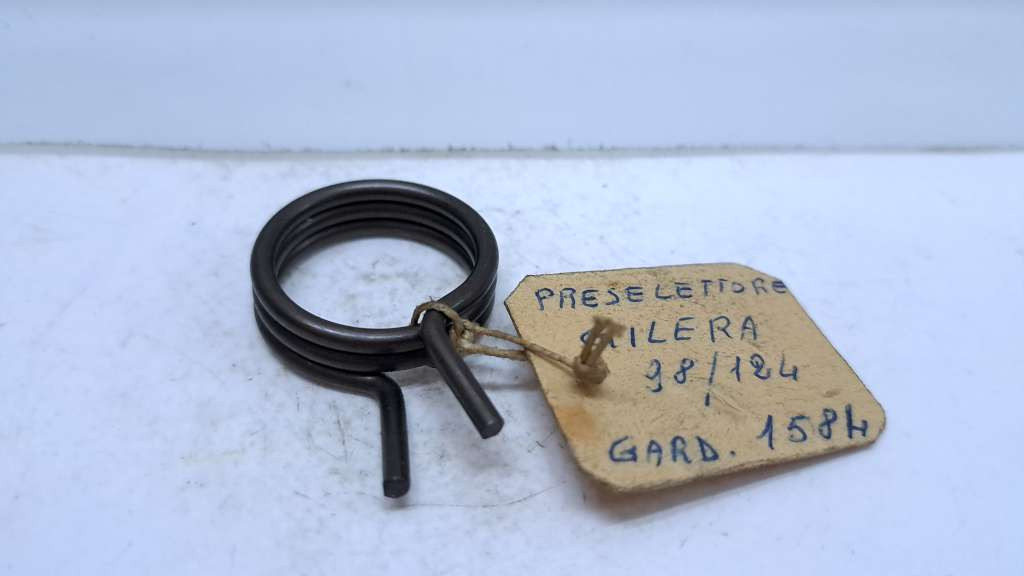 PRESELETTORE
GILERA
98/124
GARD. 1584